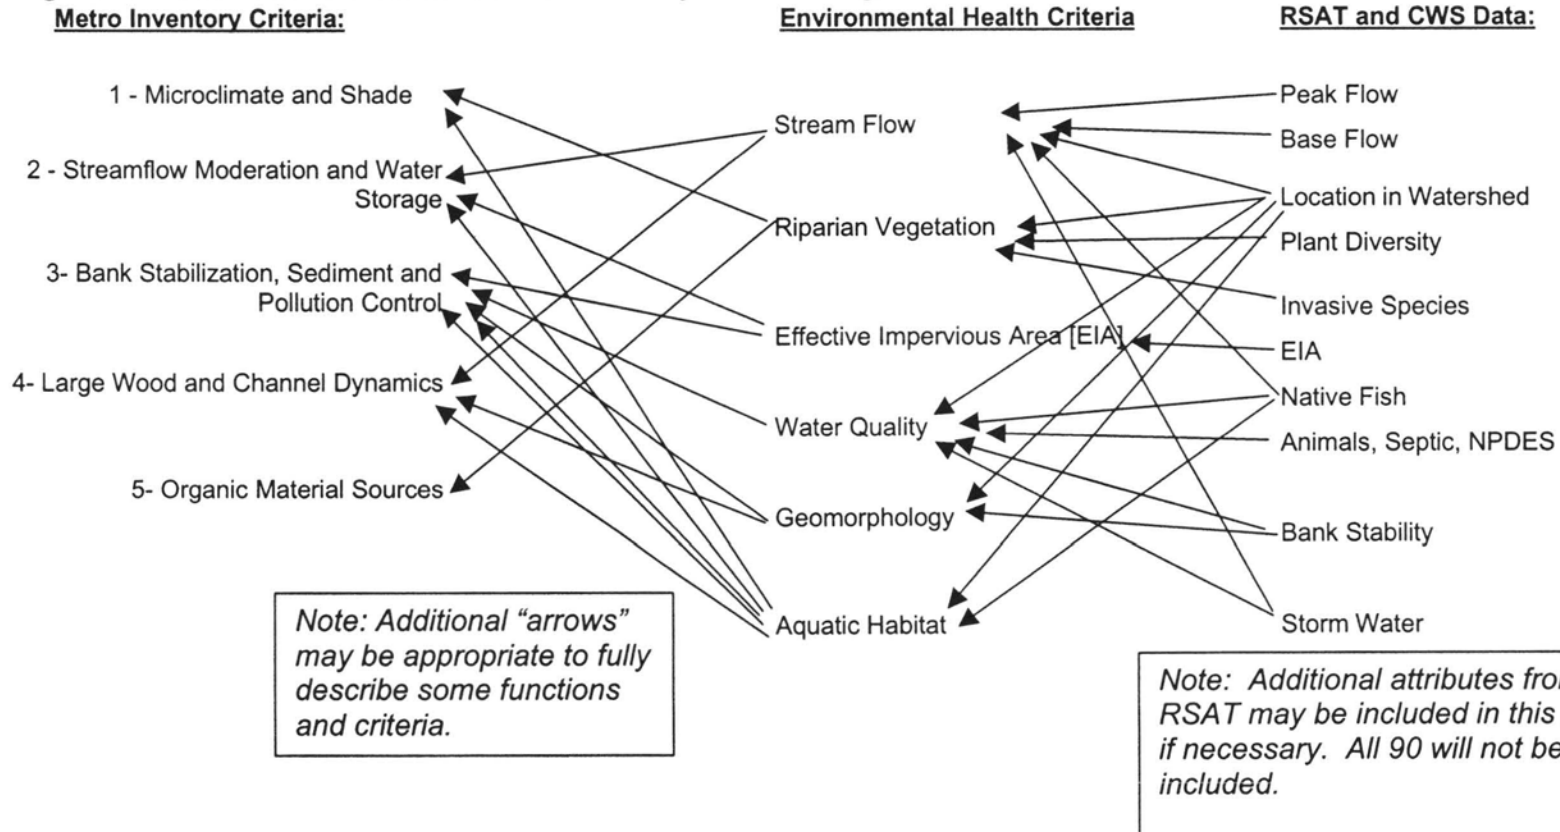 Metro Inventory Criteria:
Environmental Health Criteria
RSAT and CWS Data:
1 - Microclimate and Shade
2 - Streamflow Moderation and Water
Storage
3- Bank Stabilization, Sediment and
Pollution Control
4- Large Wood and Channel Dynamics
5- Organic Material Sources
Stream Flow
Riparian Vegetation
Effective Impervious Area [EIA]
Water Quality
Geomorphology
Aquatic Habitat
Peak Flow
Base Flow
Location in Watershed
Plant Diversity
Invasive Species
EIA
Native Fish
Animals, Septic, NPDES
Bank Stability
Storm Water
Note: Additional “arrows”
may be appropriate to fully
describe some functions
and criteria.
Note: Additional attributes fro
RSAT may be included in this
if necessary. All 90 will not be
included.